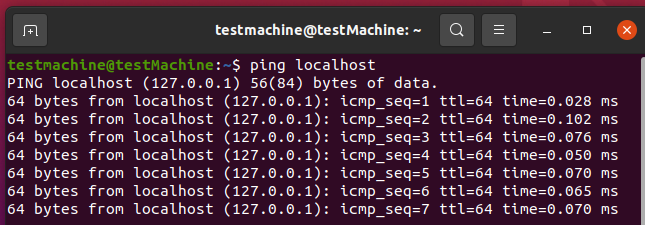 testmachine@testMachine: ~
testmachine@testMachine:~$ ping localhost
PING localhost (127.0.0.1) 56(84) bytes of data.
64 bytes from localhost (127.0.0.1): icmp_seq=1 ttl=64 time=0.028 ms
64 bytes from localhost (127.0.0.1): icmp_seq=2 ttl=64 time=0.102 ms
64 bytes from localhost (127.0.0.1): icmp_seq=3 ttl=64 time=0.076 ms
64 bytes from localhost (127.0.0.1): icmp_seq=4 ttl=64 time=0.050 ms
64 bytes from localhost (127.0.0.1): icmp_seq=5 ttl=64 time=0.070 ms
64 bytes from localhost (127.0.0.1): icmp_seq=6 ttl=64 time=0.065 ms
64 bytes from localhost (127.0.0.1): icmp_seq=7 ttl=64 time=0.070 ms